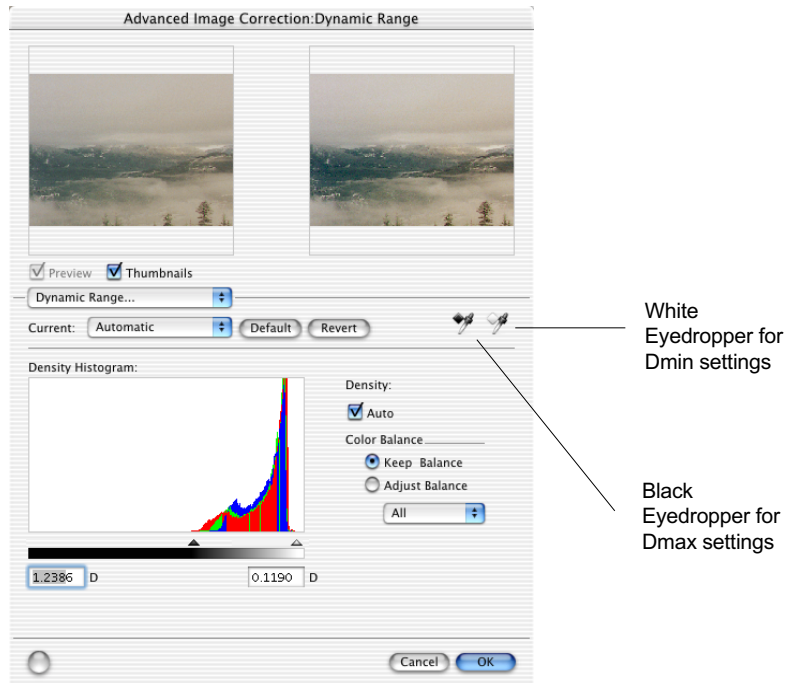 Advanced Image Correction:Dynamic Range
Preview
Thumbnails
Dynamic Range...
Current:
Automatic
Default
Revert
White
Eyedropper for
Dmin settings
Density Histogram:
Density:
Auto
Color Balance
Keep Balance
Adjust Balance
All
Black
Eyedropper for
Dmax settings
1.2386 D
0.1190 D
Cancel
OK